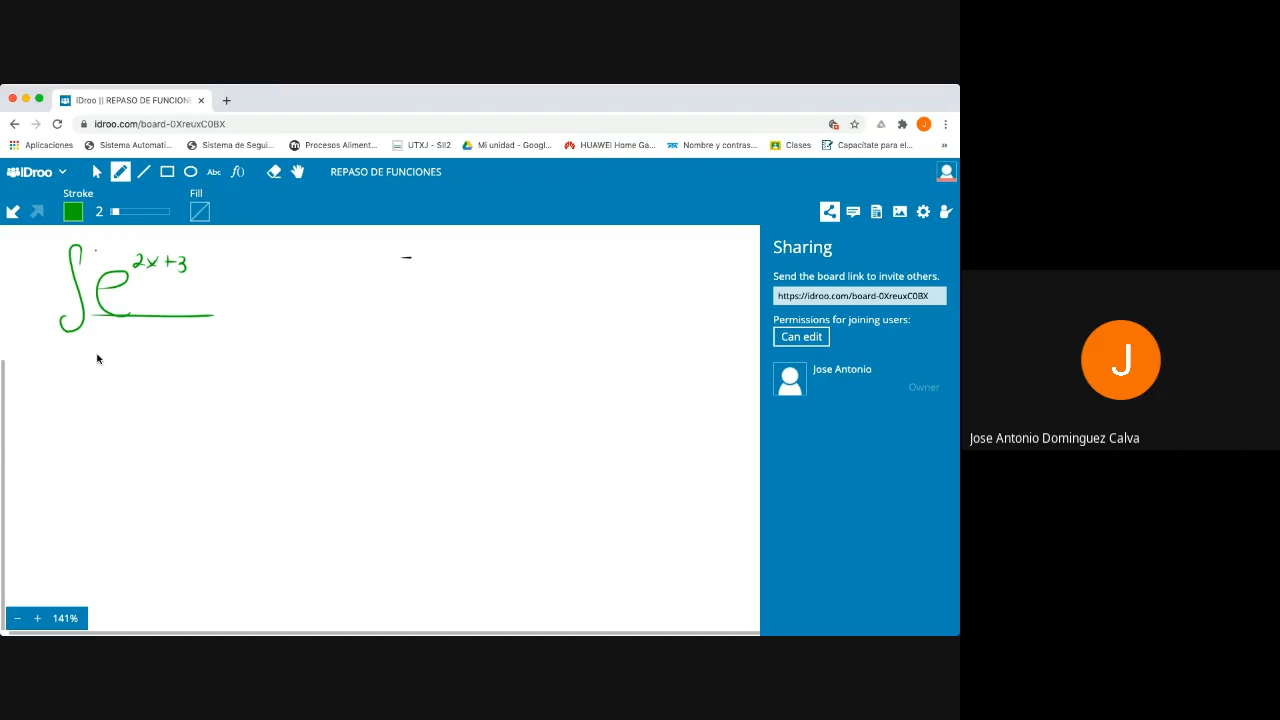 IDroo || REPASO DE FUNCION
idroo.com/board-0XreuxC0BX
Aplicaciones Sistema Automati... Sistema de Segui... Procesos Aliment... UTXJ - SII2 Mi unidad - Googl... HUAWEI Home Ga... Nombre y contras... Clases Capacítate para el... »
IDroo Abc f() REPASO DE FUNCIONES
Stroke Fill
2
Sharing
Send the board link to invite others.
https://idroo.com/board-0XreuxC0BX
Permissions for joining users:
Can edit
Jose Antonio
Owner
∫ e^{2x+3}
− + 141%
J
Jose Antonio Dominguez Calva